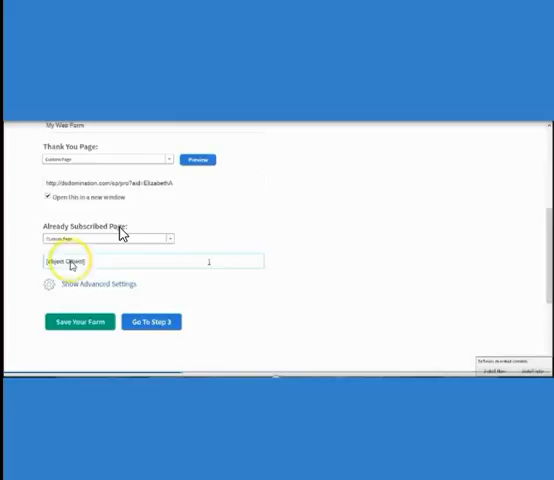 My Web Form
Thank You Page:
Custom Page
Preview
http://dsdomination.com/sp/pro?aid=ElizabethA
Open this in a new window
Already Subscribed Page:
Custom Page
[object Object]
Show Advanced Settings
Save Your Form
Go To Step 3